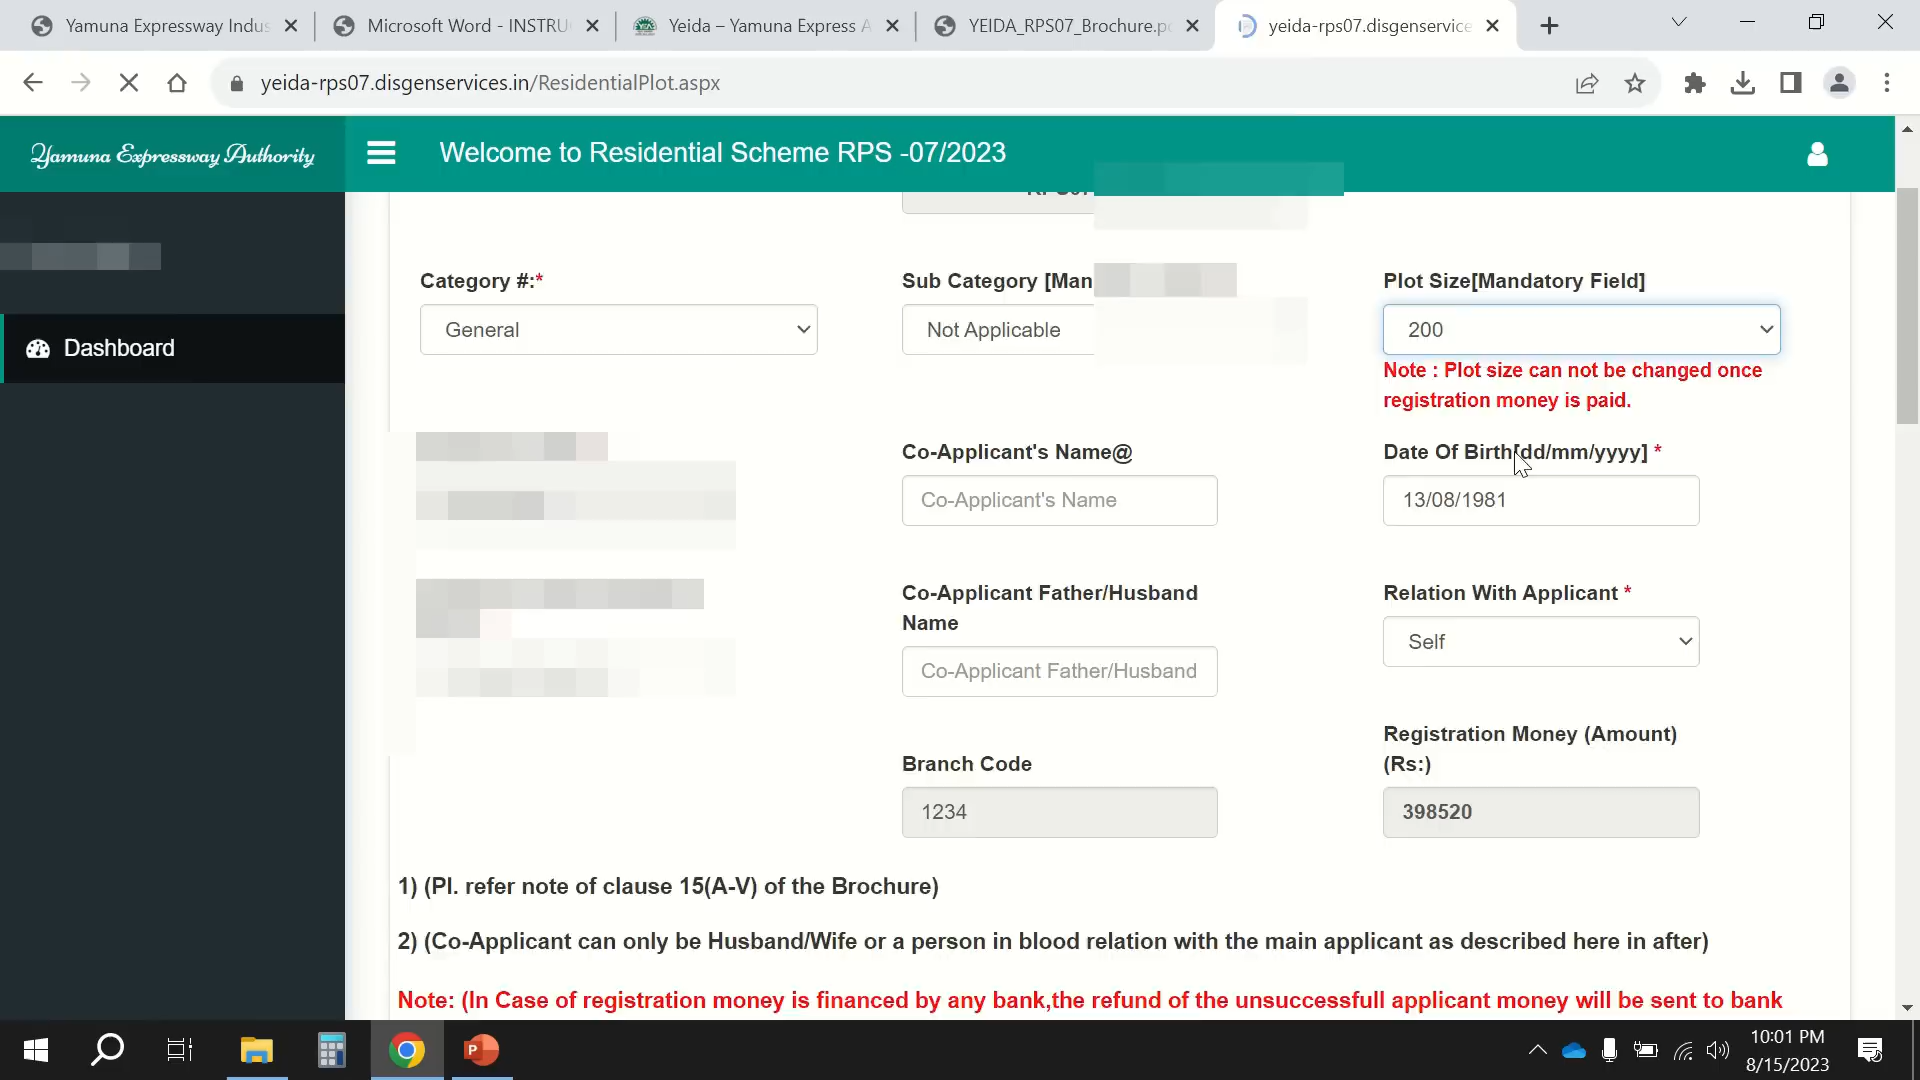 Yamuna Expressway Indus
Microsoft Word - INSTRU
Yeida – Yamuna Express A
YEIDA_RPS07_Brochure.pd
yeida-rps07.disgenservice
yeida-rps07.disgenservices.in/ResidentialPlot.aspx
Yamuna Expressway Authority
Welcome to Residential Scheme RPS -07/2023
Dashboard
Category #:*
Sub Category [Man
Plot Size[Mandatory Field]
General
Not Applicable
200
Note : Plot size can not be changed once
registration money is paid.
Co-Applicant's Name@
Date Of Birth[dd/mm/yyyy] *
Co-Applicant's Name
13/08/1981
Co-Applicant Father/Husband
Name
Relation With Applicant *
Co-Applicant Father/Husband
Self
Branch Code
Registration Money (Amount)
(Rs:)
1234
398520
1) (Pl. refer note of clause 15(A-V) of the Brochure)
2) (Co-Applicant can only be Husband/Wife or a person in blood relation with the main applicant as described here in after)
Note: (In Case of registration money is financed by any bank,the refund of the unsuccessfull applicant money will be sent to bank
10:01 PM
8/15/2023